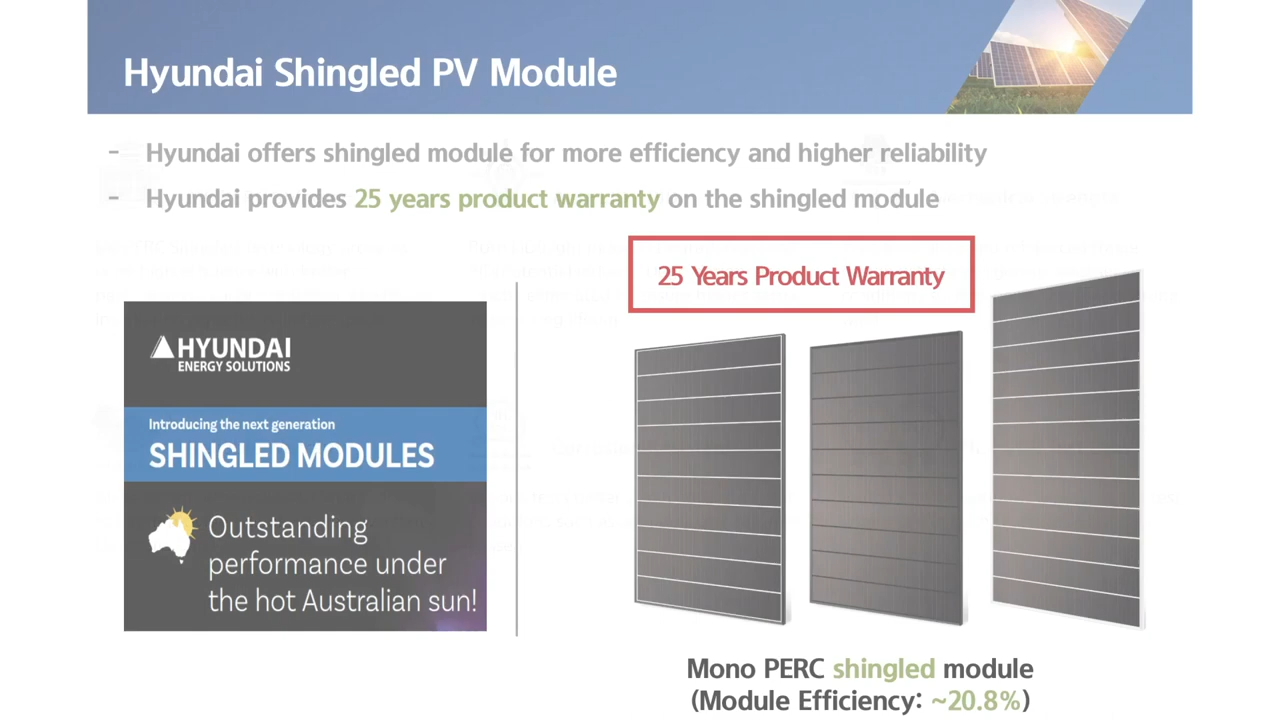 Hyundai Shingled PV Module
- Hyundai offers shingled module for more efficiency and higher reliability
- Hyundai provides 25 years product warranty on the shingled module
25 Years Product Warranty
HYUNDAI
ENERGY SOLUTIONS
Introducing the next generation
SHINGLED MODULES
Outstanding
performance under
the hot Australian sun!
Mono PERC shingled module
(Module Efficiency: ~20.8%)